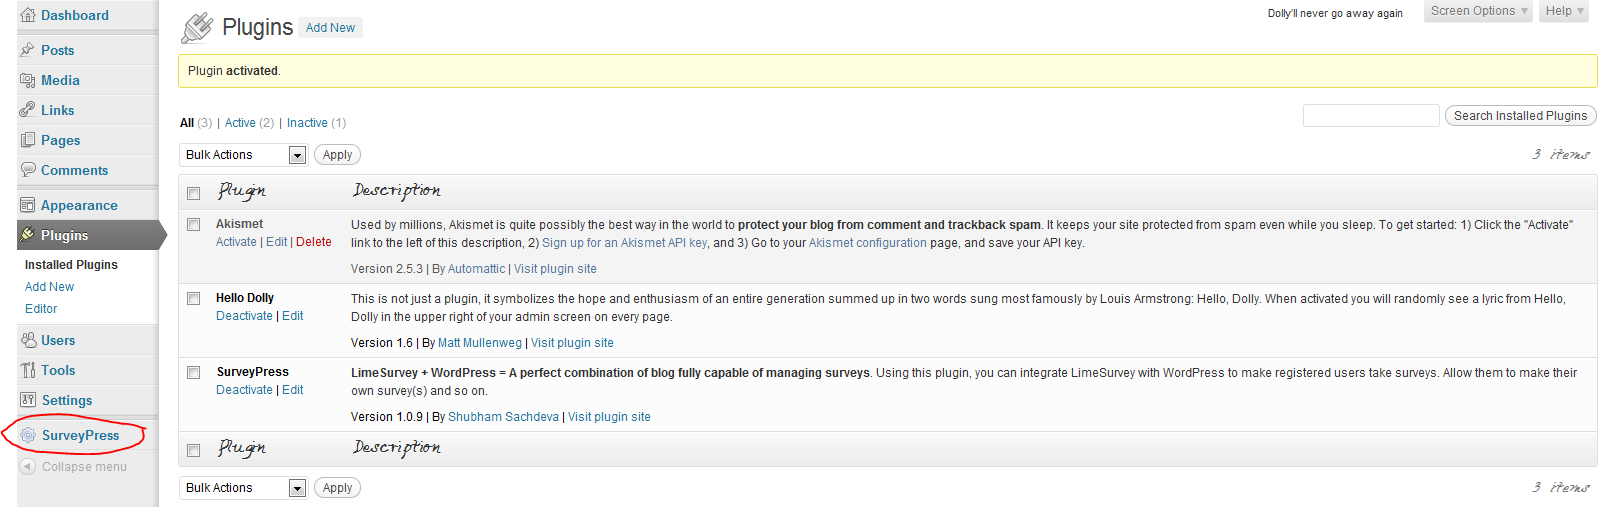 Dashboard
Posts
Media
Links
Pages
Comments
Appearance
Plugins
Installed Plugins
Add New
Editor
Users
Tools
Settings
SurveyPress
Collapse menu
Dolly'll never go away again
Screen Options
Help
Plugins Add New
Plugin activated.
All (3) | Active (2) | Inactive (1)
Search Installed Plugins
Bulk Actions Apply
3 items
Plugin Description
Akismet
Activate | Edit | Delete
Used by millions, Akismet is quite possibly the best way in the world to protect your blog from comment and trackback spam. It keeps your site protected from spam even while you sleep. To get started: 1) Click the "Activate"
link to the left of this description, 2) Sign up for an Akismet API key, and 3) Go to your Akismet configuration page, and save your API key.
Version 2.5.3 | By Automattic | Visit plugin site
Hello Dolly
Deactivate | Edit
This is not just a plugin, it symbolizes the hope and enthusiasm of an entire generation summed up in two words sung most famously by Louis Armstrong: Hello, Dolly. When activated you will randomly see a lyric from Hello,
Dolly in the upper right of your admin screen on every page.
Version 1.6 | By Matt Mullenweg | Visit plugin site
SurveyPress
Deactivate | Edit
LimeSurvey + WordPress = A perfect combination of blog fully capable of managing surveys. Using this plugin, you can integrate LimeSurvey with WordPress to make registered users take surveys. Allow them to make their
own survey(s) and so on.
Version 1.0.9 | By Shubham Sachdeva | Visit plugin site
Plugin Description
Bulk Actions Apply
3 items